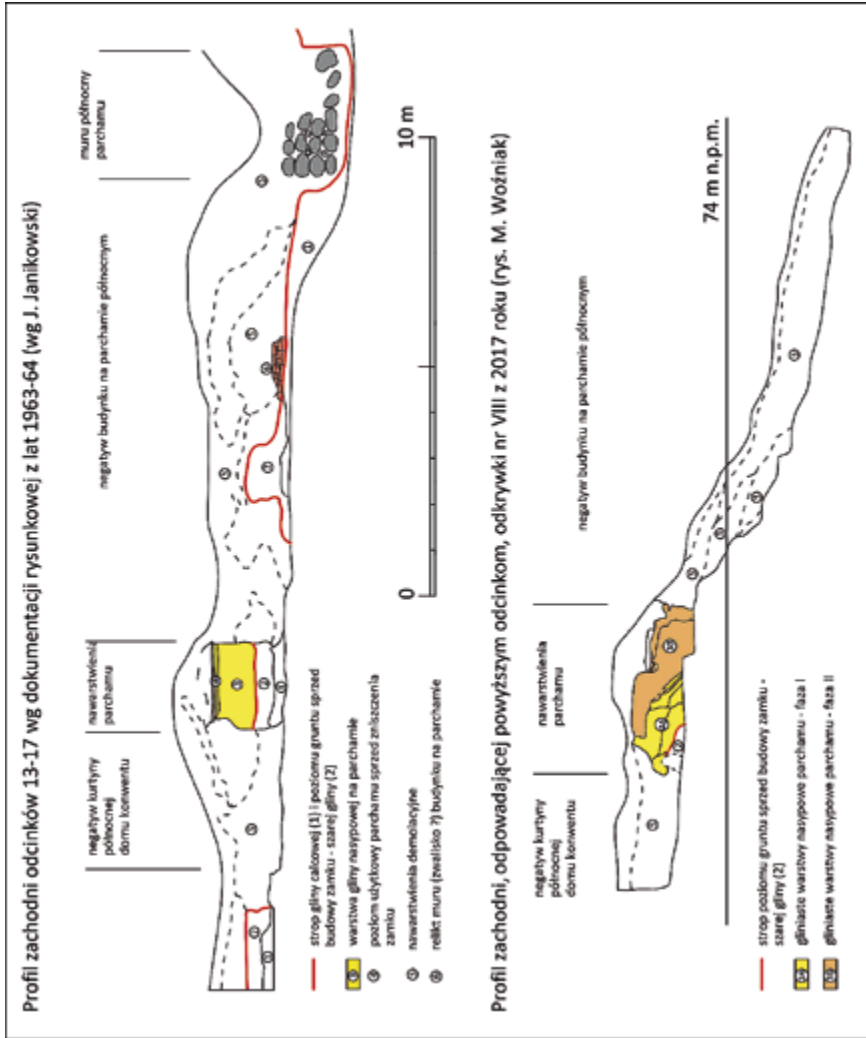 Profil zachodni odcinków 13-17 wg dokumentacji rysunkowej z lat 1963-64 (wg J. Janikowski)
negatyw kurtyny
północnej
domu konwentu
nawarstwienia
parchamu
negatyw budynku na parchamie północnym
muru północny
parchamu
0
10 m
strop gliny calcowej (1) i poziomu gruntu sprzed
budowy zamku - szarej gliny (2)
warstwa gliny nasypowej na parchamie
poziom użytkowy parchamu sprzed zniszczenia
zamku
nawarstwienia demolacyjne
relikt muru (zwalisko ?) budynku na parchamie
Profil zachodni, odpowadającej powyższym odcinkom, odkrywki nr VIII z 2017 roku (rys. M. Woźniak)
negatyw kurtyny
północnej
domu konwentu
nawarstwienia
parchamu
negatyw budynku na parchamie północnym
74 m n.p.m.
strop poziomu gruntu sprzed budowy zamku -
szarej gliny (2)
gliniaste warstwy nasypowe parchamu - faza I
gliniaste warstwy nasypowe parchamu - faza II